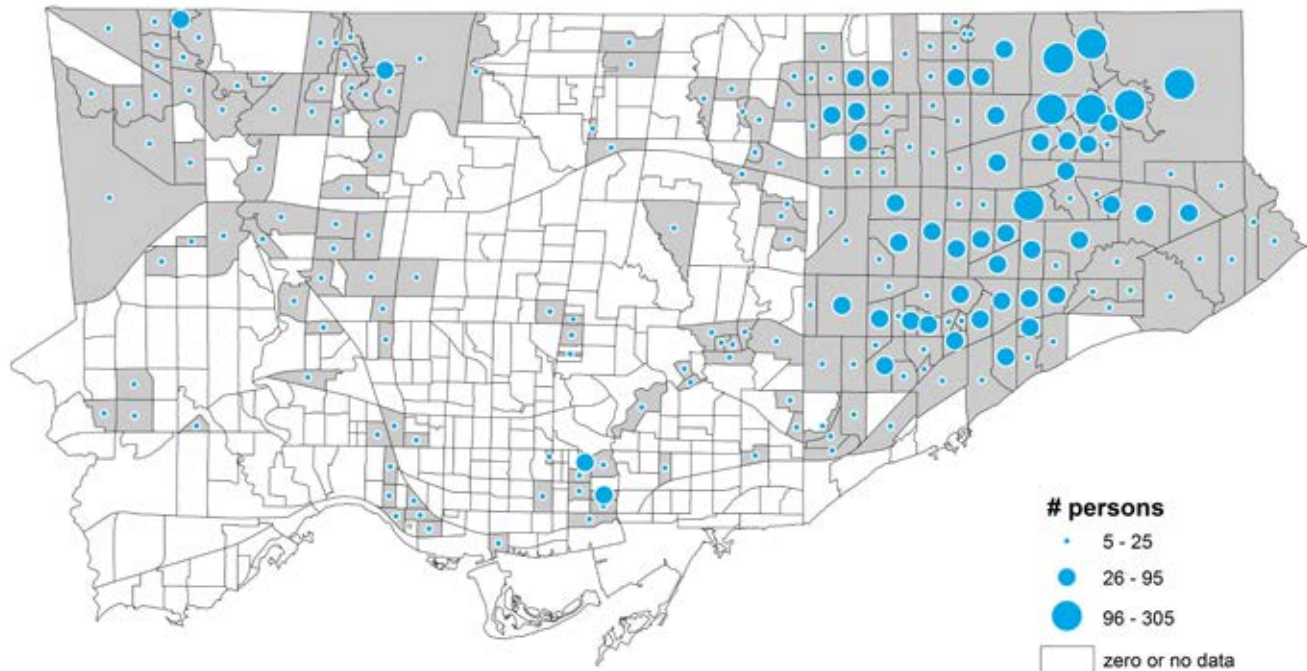 # persons
5 - 25
26 - 95
96 - 305
zero or no data